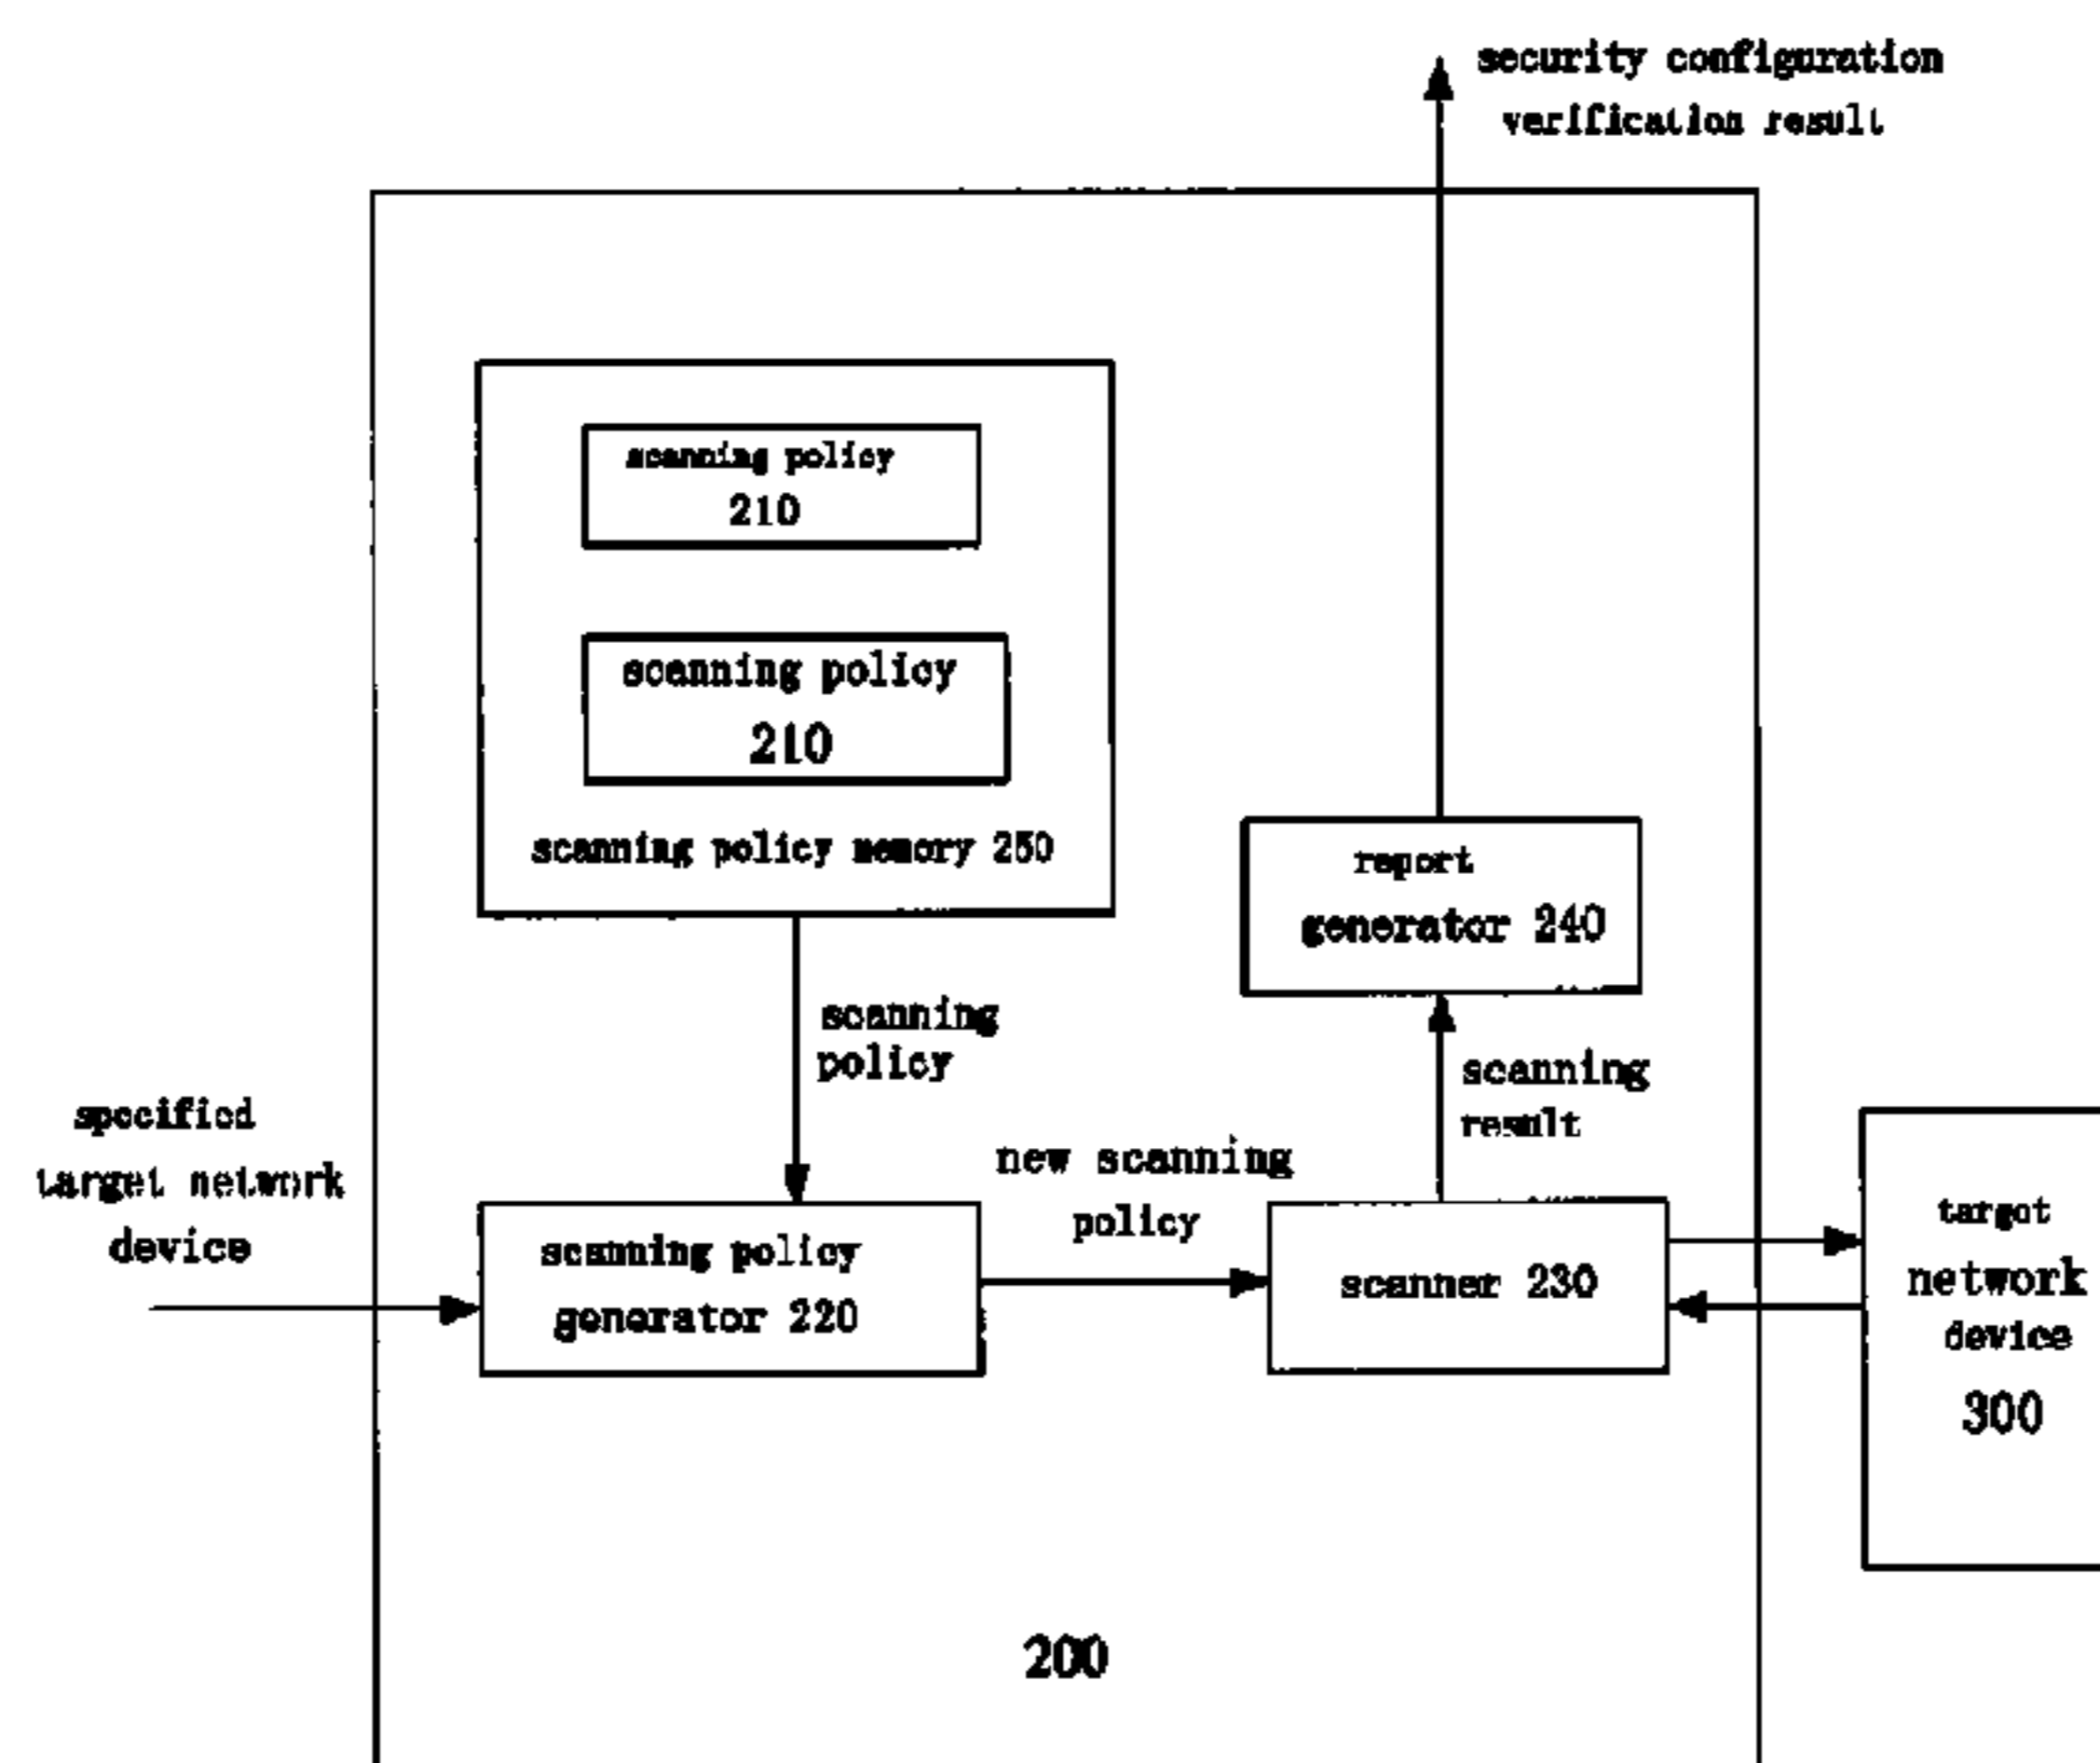 security configuration
verification result
scanning policy
210
scanning policy
210
scanning policy memory 250
report
generator 240
scanning
policy
scanning
result
specified
target network
device
new scanning
policy
scanning policy
generator 220
scanner 230
target
network
device
300
200